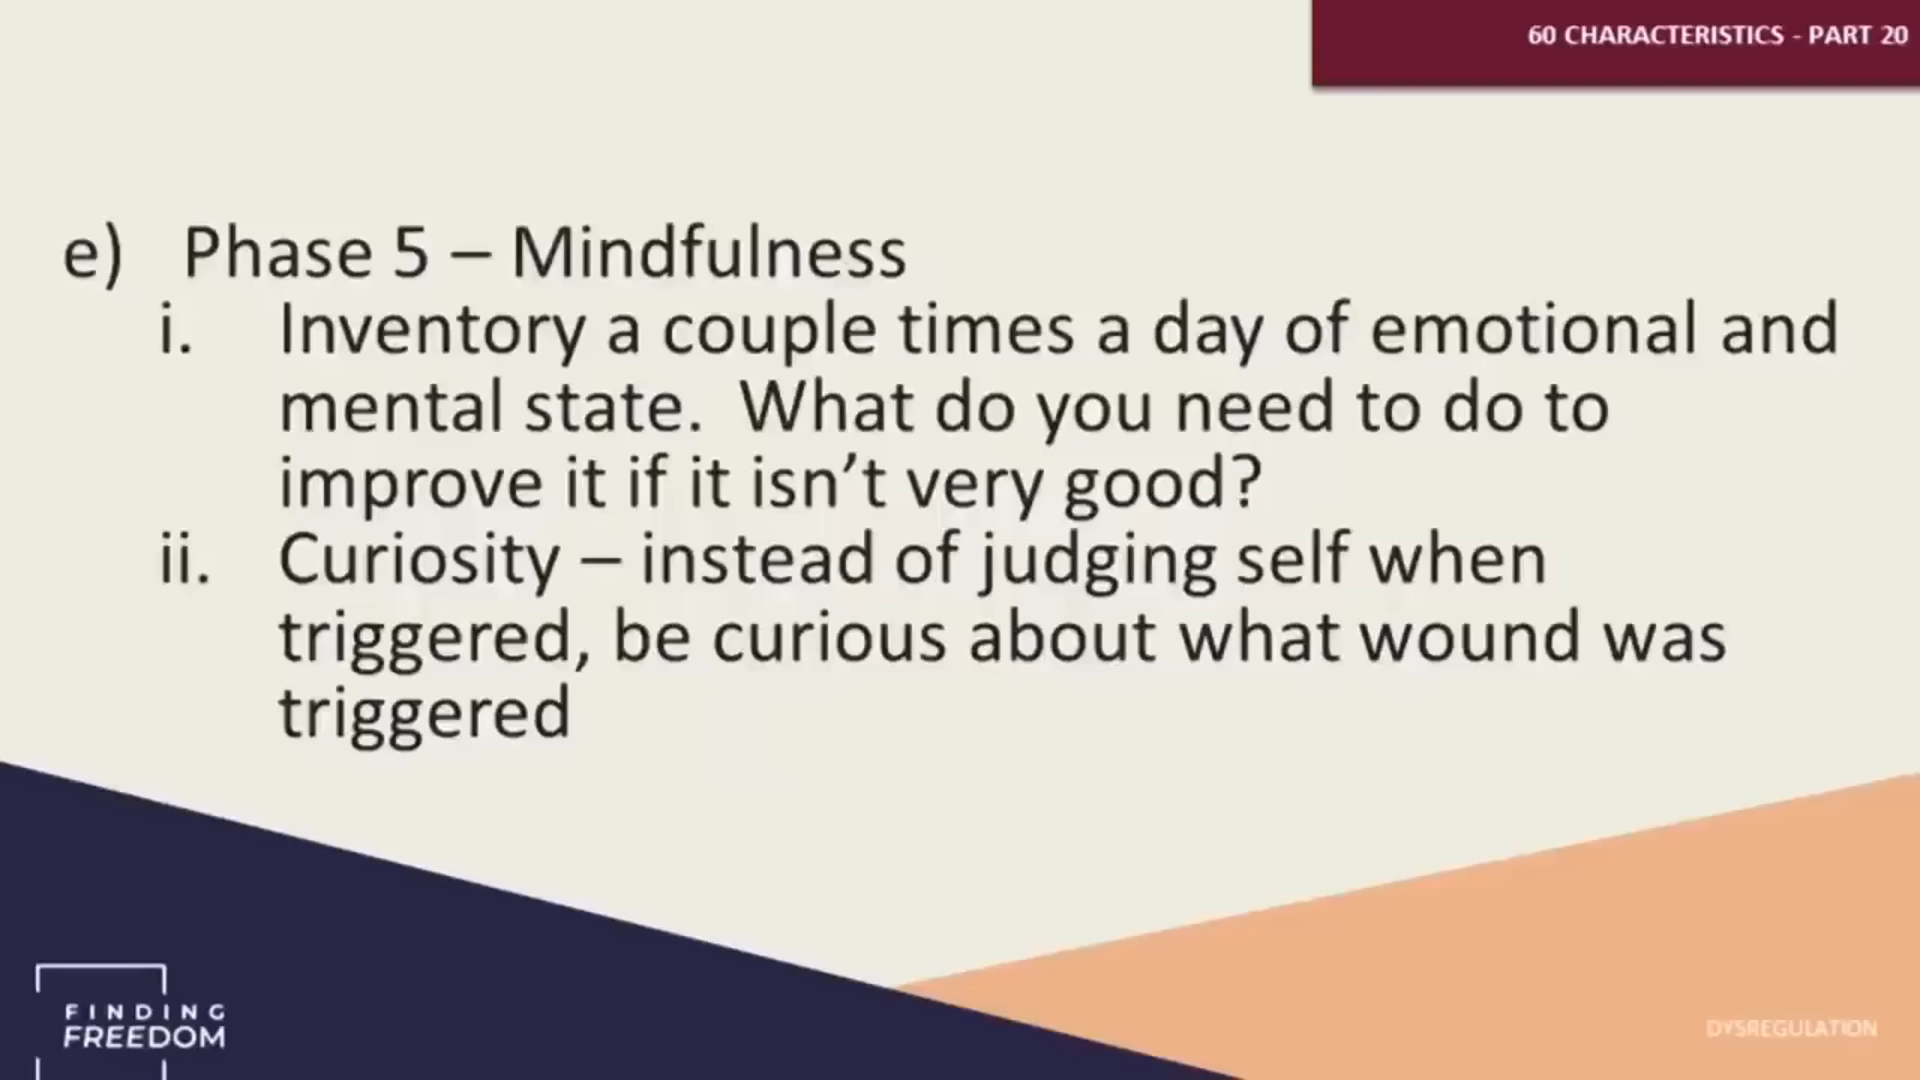 60 CHARACTERISTICS - PART 20
e) Phase 5 – Mindfulness
i. Inventory a couple times a day of emotional and
mental state.  What do you need to do to
improve it if it isn’t very good?
ii. Curiosity – instead of judging self when
triggered, be curious about what wound was
triggered
FINDING
FREEDOM
DYSREGULATION